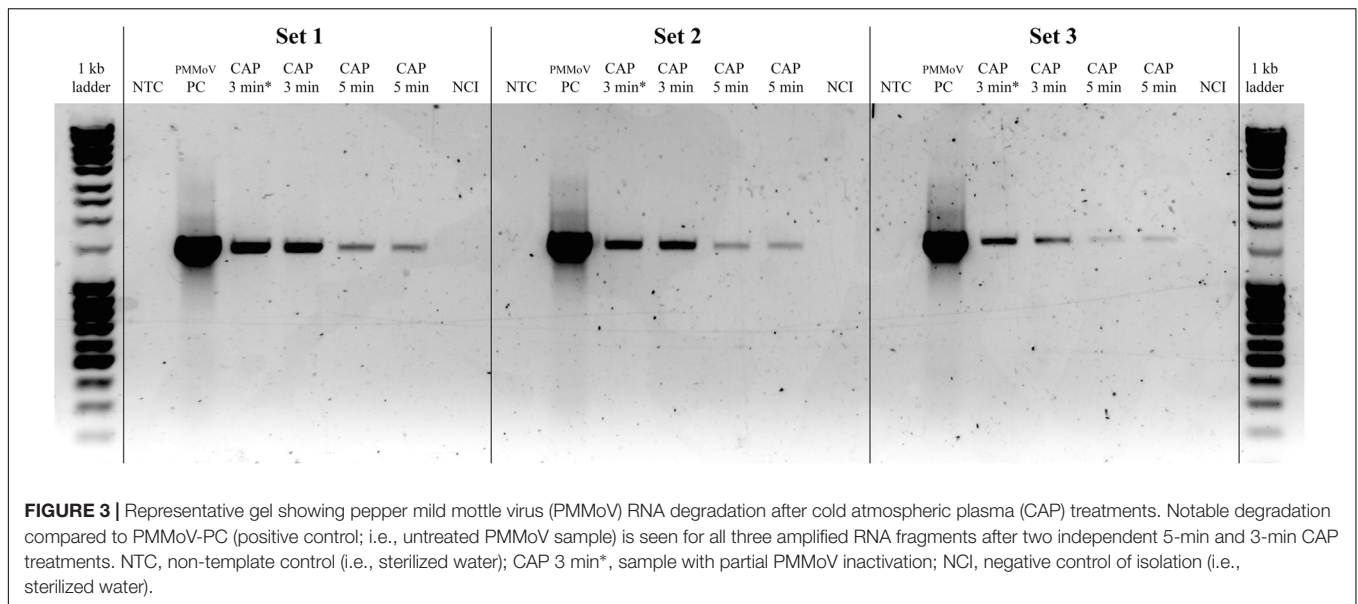 Set 1 Set 2 Set 3
1 kb ladder NTC PMMoV PC CAP 3 min* CAP 3 min CAP 5 min CAP 5 min NCI NTC PMMoV PC CAP 3 min* CAP 3 min CAP 5 min CAP 5 min NCI NTC PMMoV PC CAP 3 min* CAP 3 min CAP 5 min CAP 5 min NCI 1 kb ladder
FIGURE 3 | Representative gel showing pepper mild mottle virus (PMMoV) RNA degradation after cold atmospheric plasma (CAP) treatments. Notable degradation
compared to PMMoV-PC (positive control; i.e., untreated PMMoV sample) is seen for all three amplified RNA fragments after two independent 5-min and 3-min CAP
treatments. NTC, non-template control (i.e., sterilized water); CAP 3 min*, sample with partial PMMoV inactivation; NCI, negative control of isolation (i.e.,
sterilized water).